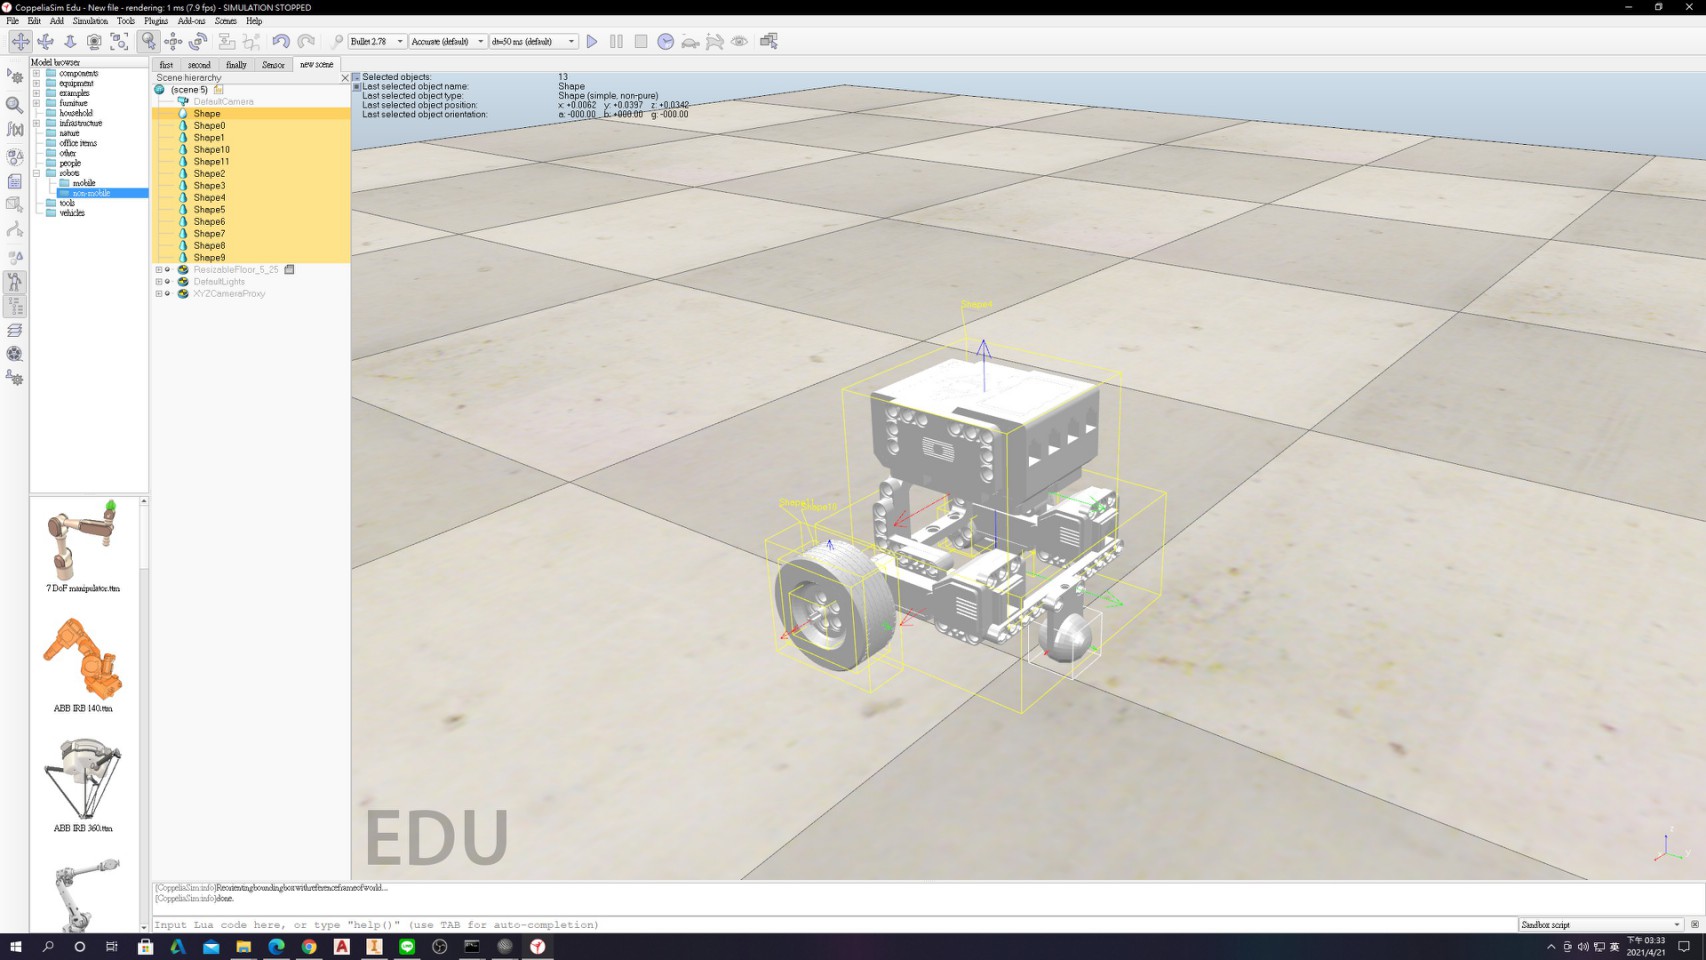 CoppeliaSim Edu - New file - rendering: 1 ms (7.9 fps) - SIMULATION STOPPED
File Edit Add Simulation Tools Plugins Add-ons Scenes Help
Bullet 2.78 Accurate (default) dt=50 ms (default)
Model browser
components
equipment
examples
furniture
household
infrastructure
nature
office items
other
people
robots
mobile
non-mobile
tools
vehicles
7 DoF manipulator.ttm
ABB IRB 140.ttm
ABB IRB 360.ttm
first second finally Sensor new scene
Scene hierarchy
(scene 5)
DefaultCamera
Shape
Shape0
Shape1
Shape10
Shape11
Shape2
Shape3
Shape4
Shape5
Shape6
Shape7
Shape8
Shape9
ResizableFloor_5_25
DefaultLights
XYZCameraProxy
Selected objects: 13
Last selected object name: Shape
Last selected object type: Shape (simple, non-pure)
Last selected object position: x: +0.0062 y: +0.0397 z: +0.0342
Last selected object orientation: a: -000.00 b: +000.00 g: -000.00
EDU
[CoppeliaSim:info] Reorienting bounding box with reference frame of world...
[CoppeliaSim:info] done.
Input Lua code here, or type "help()" (use TAB for auto-completion)
Sandbox script
英
下午 03:33
2021/4/21